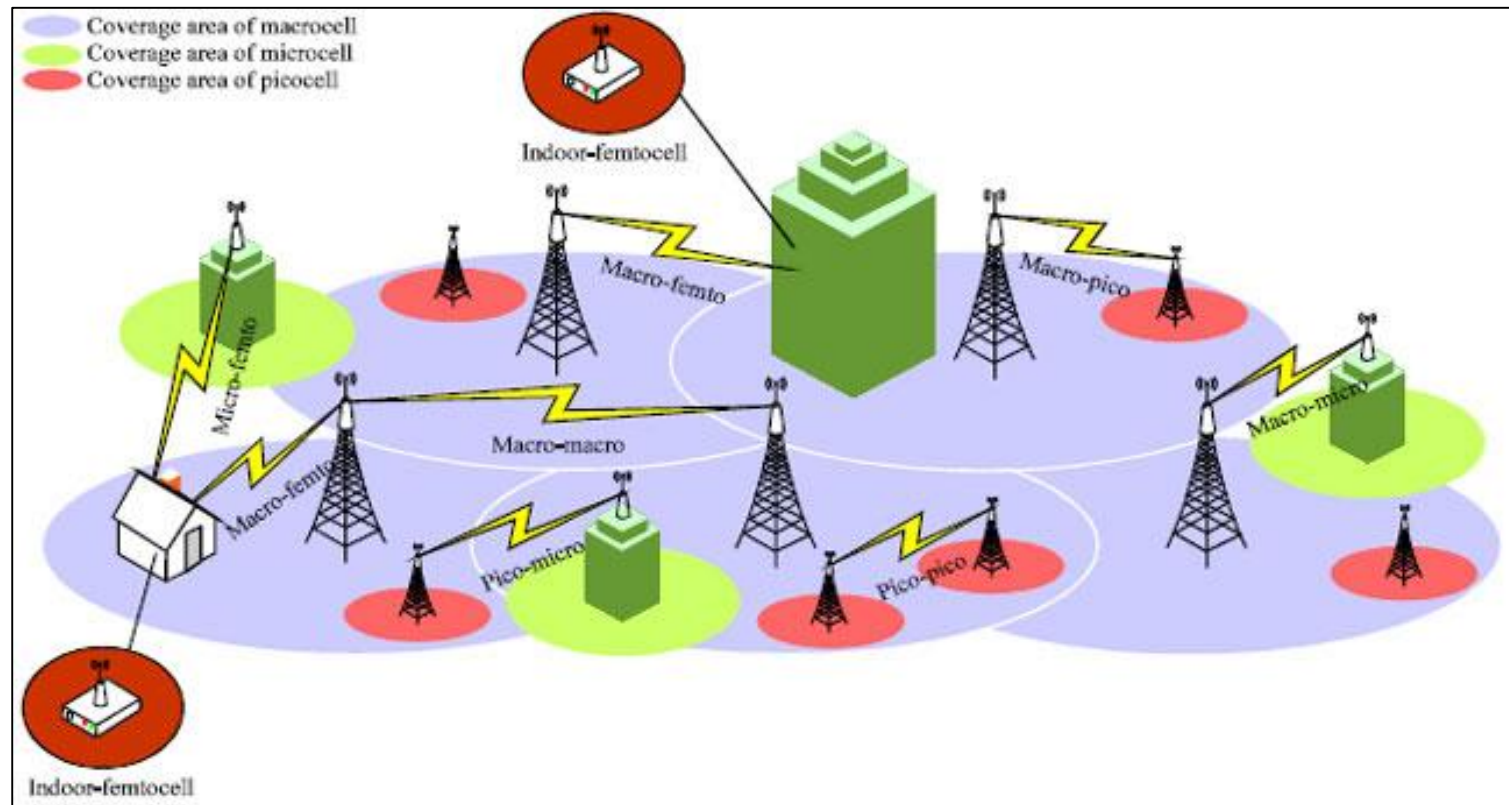 Coverage area of macrocell
Coverage area of microcell
Coverage area of picocell
Indoor-femtocell
Macro-femto
Macro-pico
Micro-femto
Macro-micro
Macro-macro
Macro-femto
Pico-micro
Pico-pico
Indoor-femtocell